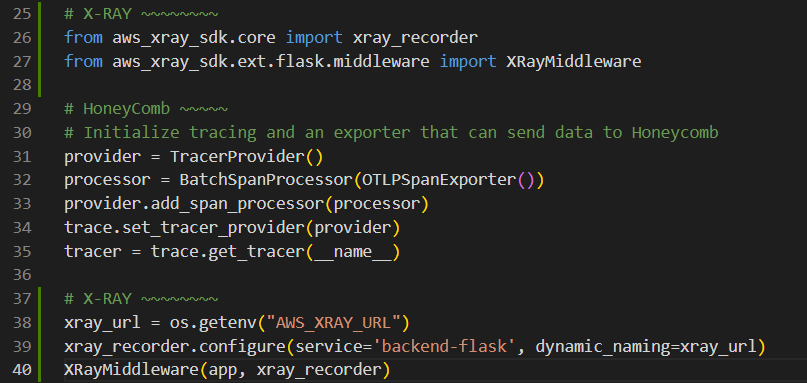 25 # X-RAY ~~~~~~~~
26 from aws_xray_sdk.core import xray_recorder
27 from aws_xray_sdk.ext.flask.middleware import XRayMiddleware
28
29 # HoneyComb ~~~~~
30 # Initialize tracing and an exporter that can send data to Honeycomb
31 provider = TracerProvider()
32 processor = BatchSpanProcessor(OTLPSpanExporter())
33 provider.add_span_processor(processor)
34 trace.set_tracer_provider(provider)
35 tracer = trace.get_tracer(__name__)
36
37 # X-RAY ~~~~~~~~
38 xray_url = os.getenv("AWS_XRAY_URL")
39 xray_recorder.configure(service='backend-flask', dynamic_naming=xray_url)
40 XRayMiddleware(app, xray_recorder)